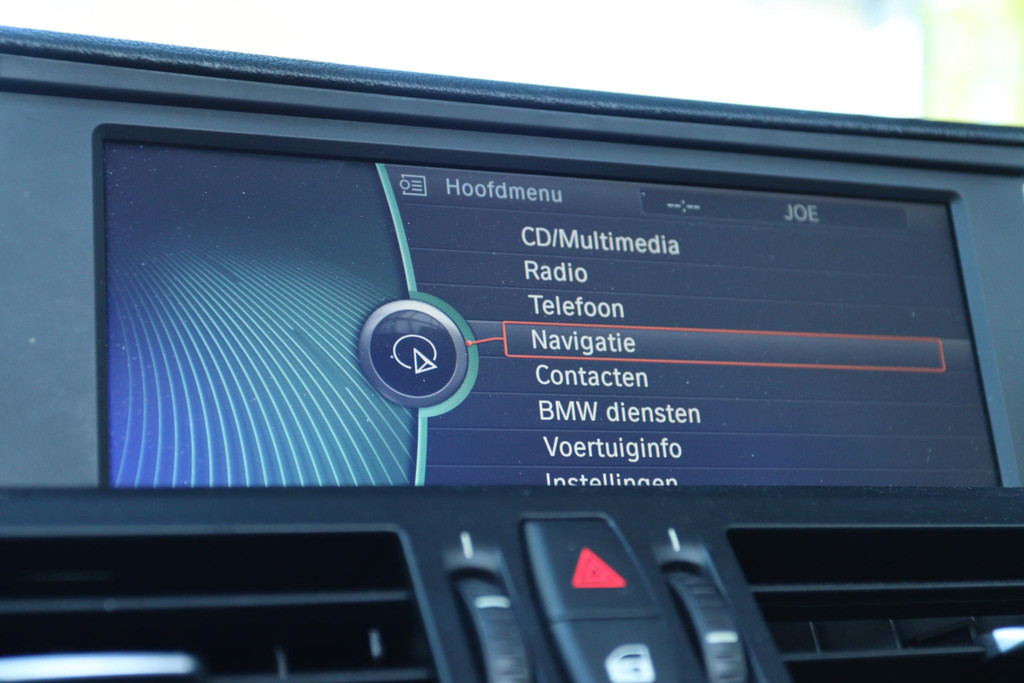 Hoofdmenu --:-- JOE
CD/Multimedia
Radio
Telefoon
Navigatie
Contacten
BMW diensten
Voertuiginfo
Instellingen